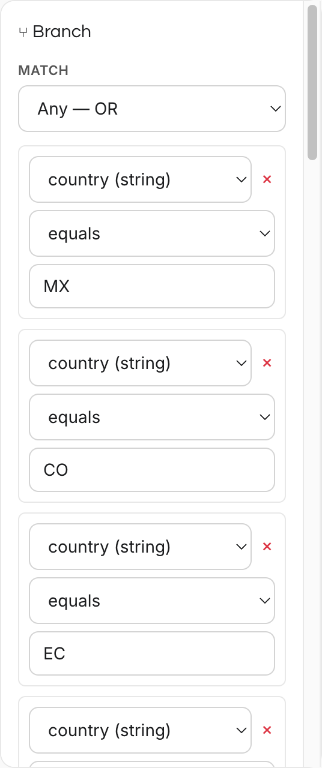 Branch
MATCH
Any — OR
country (string)
equals
MX
country (string)
equals
CO
country (string)
equals
EC
country (string)